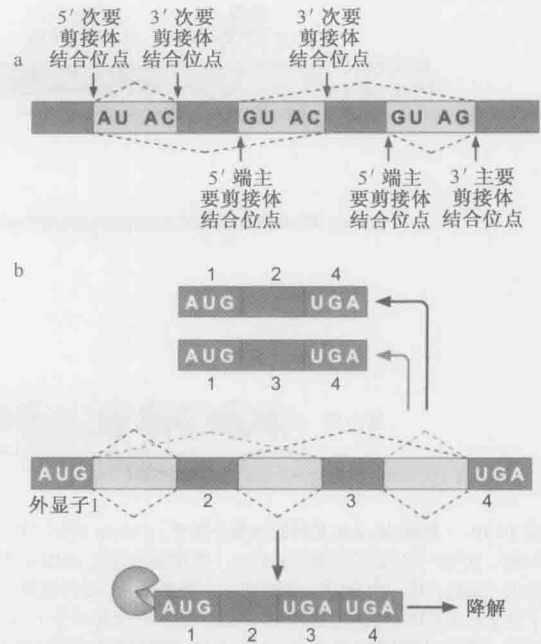 a
5′ 次要
剪接体
结合位点
3′ 次要
剪接体
结合位点
3′ 次要
剪接体
结合位点
AU AC GU AC GU AG
5′ 端主
要剪接体
结合位点
5′ 端主
要剪接体
结合位点
3′ 主要
剪接体
结合位点
b
1 2 4
AUG UGA
AUG UGA
1 3 4
AUG UGA
外显子1 2 3 4
AUG UGA UGA 降解
1 2 3 4